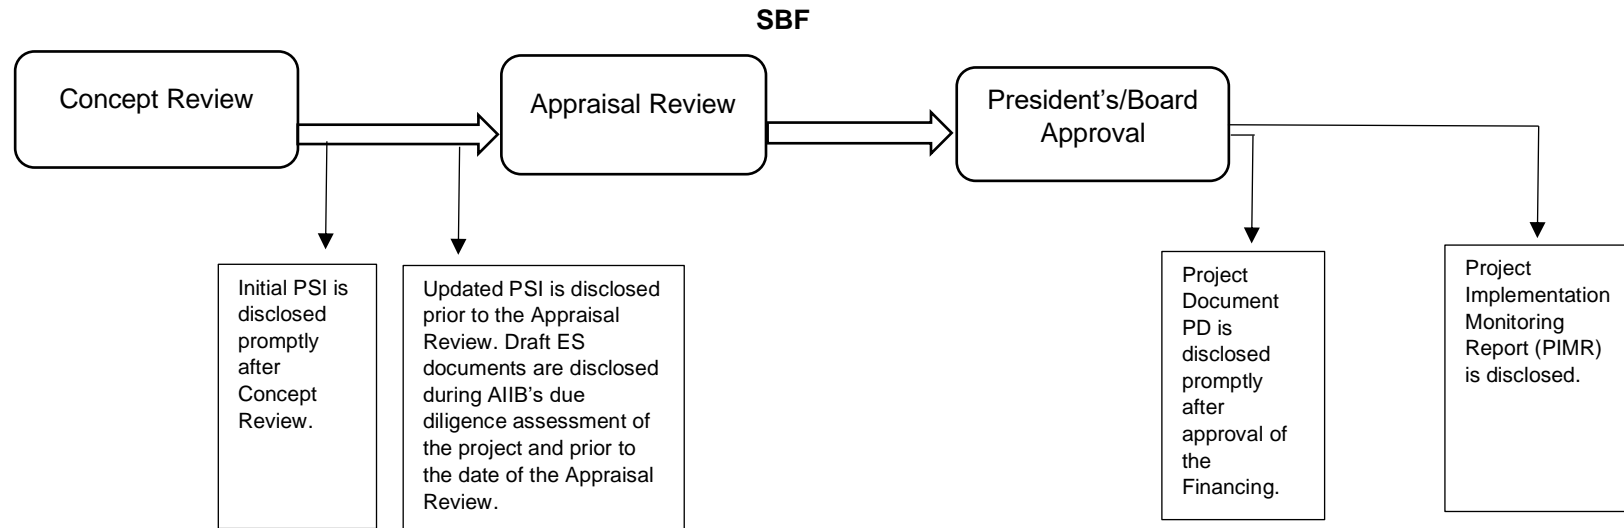 SBF
Concept Review
Appraisal Review
President's/Board
Approval
Initial PSI is
disclosed
promptly
after
Concept
Review.
Updated PSI is disclosed
prior to the Appraisal
Review. Draft ES
documents are disclosed
during AIIB's due
diligence assessment of
the project and prior to
the date of the Appraisal
Review.
Project
Document
PD is
disclosed
promptly
after
approval of
the
Financing.
Project
Implementation
Monitoring
Report (PIMR)
is disclosed.